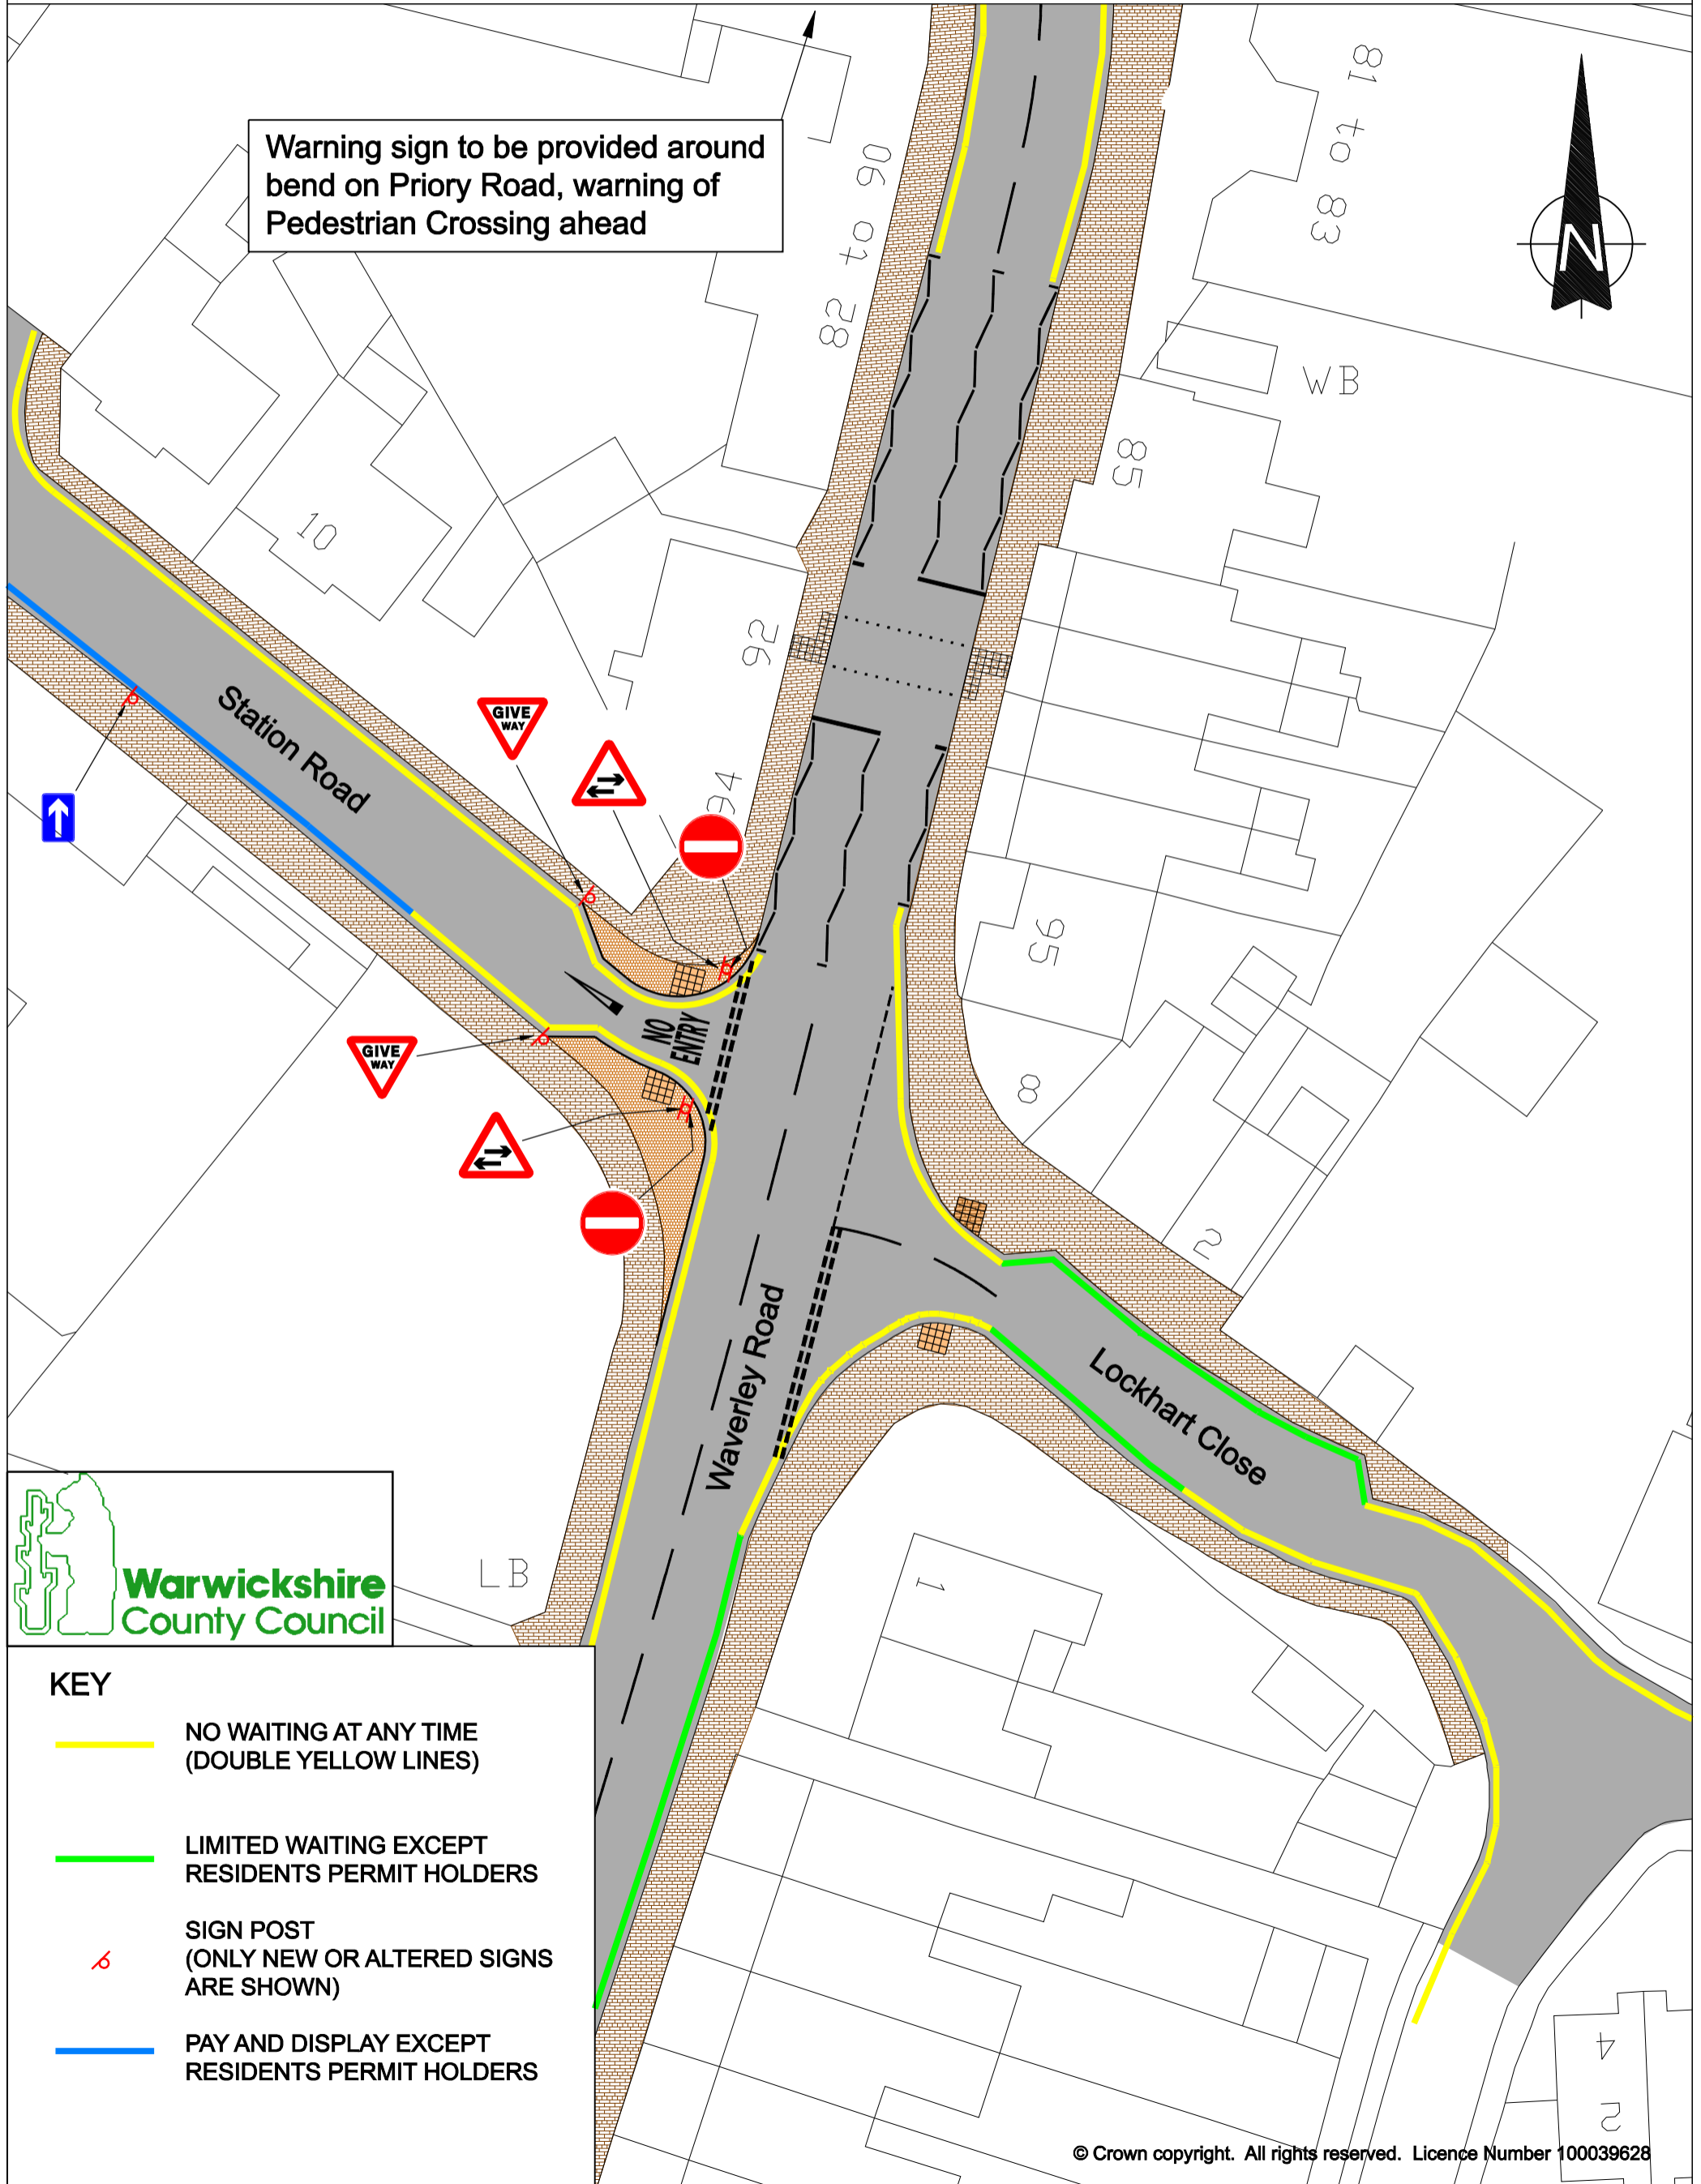 Warning sign to be provided around
bend on Priory Road, warning of
Pedestrian Crossing ahead
81 to 83
82 to 90
N
WB
85
10
92
GIVE
WAY
Station Road
94
95
NO
ENTRY
GIVE
WAY
8
2
Waverley Road
Lockhart Close
Warwickshire
County Council
LB
1
KEY
NO WAITING AT ANY TIME
(DOUBLE YELLOW LINES)
LIMITED WAITING EXCEPT
RESIDENTS PERMIT HOLDERS
SIGN POST
(ONLY NEW OR ALTERED SIGNS
ARE SHOWN)
PAY AND DISPLAY EXCEPT
RESIDENTS PERMIT HOLDERS
4
5
© Crown copyright. All rights reserved. Licence Number 100039628